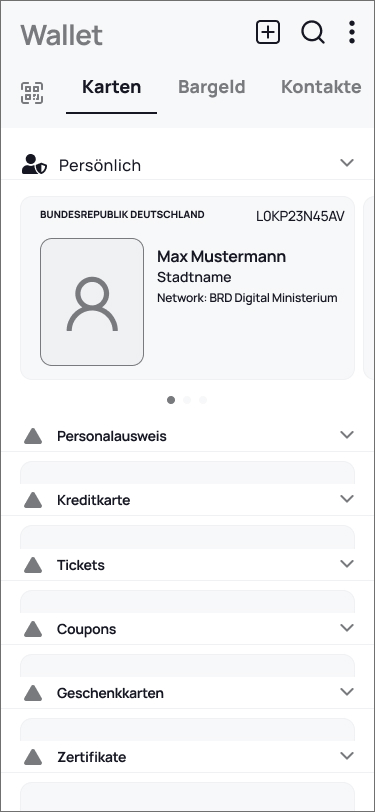 Wallet
Karten Bargeld Kontakte
Persönlich
BUNDESREPUBLIK DEUTSCHLAND L0KP23N45AV
Max Mustermann
Stadtname
Network: BRD Digital Ministerium
Personalausweis
Kreditkarte
Tickets
Coupons
Geschenkkarten
Zertifikate